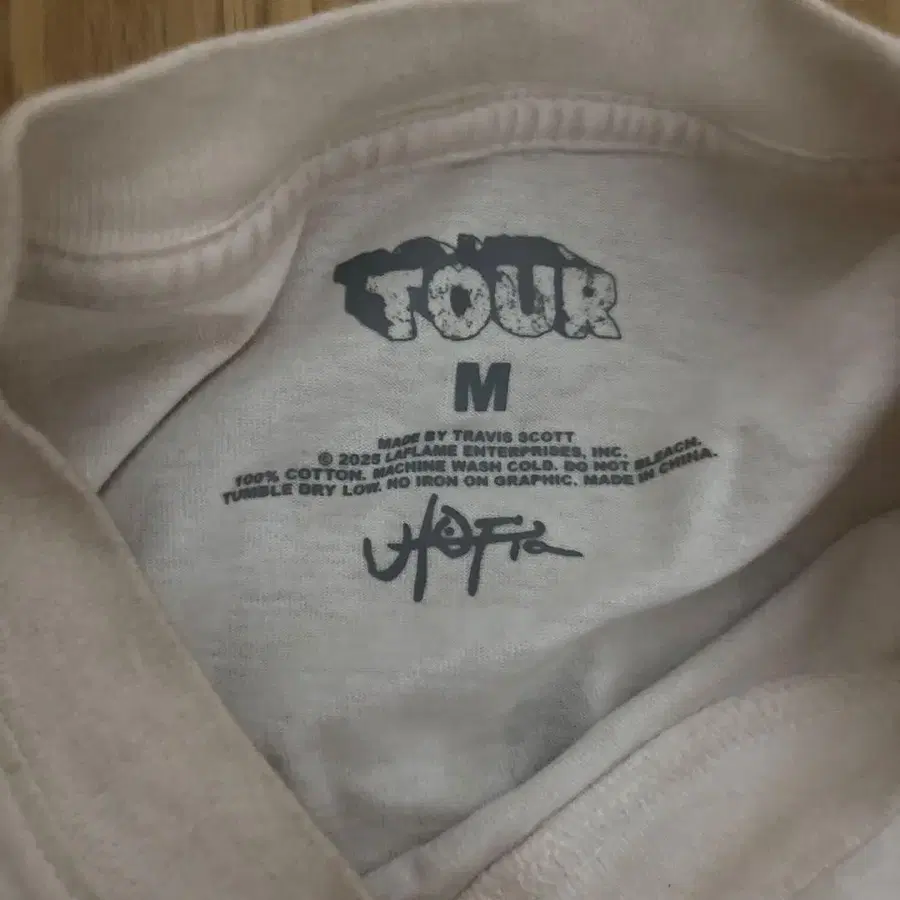 TOUR
M
MADE BY TRAVIS SCOTT
© 2025 LAFLAME ENTERPRISES, INC.
100% COTTON. MACHINE WASH COLD. DO NOT BLEACH.
TUMBLE DRY LOW. NO IRON ON GRAPHIC. MADE IN CHINA.
UTOPIA